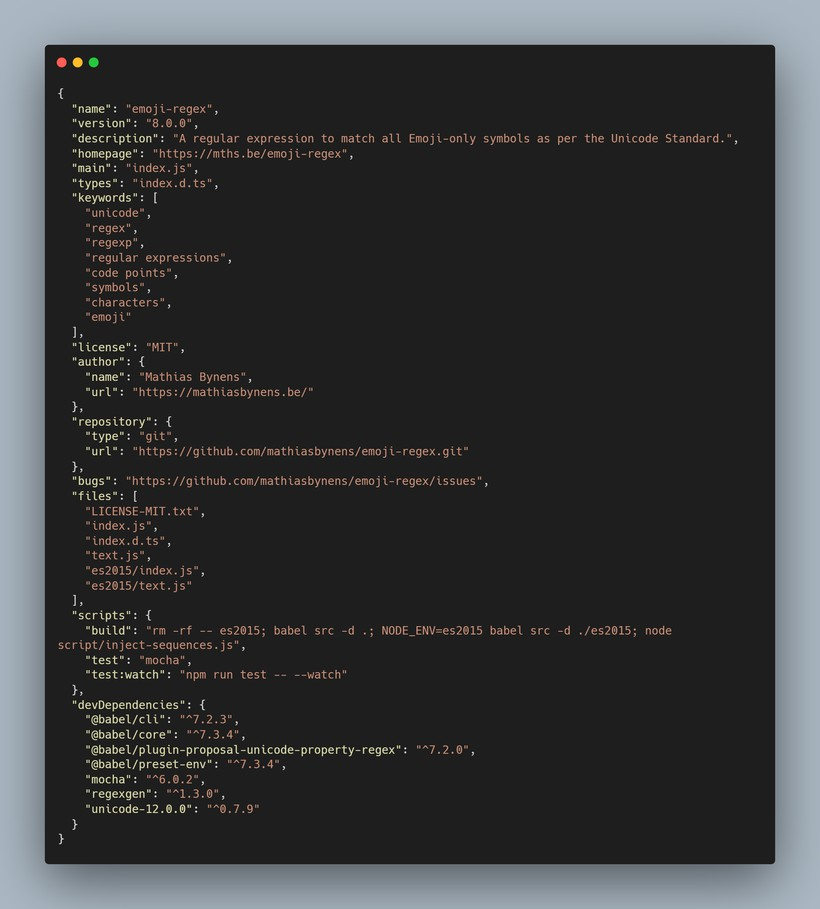 {
  "name": "emoji-regex",
  "version": "8.0.0",
  "description": "A regular expression to match all Emoji-only symbols as per the Unicode Standard.",
  "homepage": "https://mths.be/emoji-regex",
  "main": "index.js",
  "types": "index.d.ts",
  "keywords": [
    "unicode",
    "regex",
    "regexp",
    "regular expressions",
    "code points",
    "symbols",
    "characters",
    "emoji"
  ],
  "license": "MIT",
  "author": {
    "name": "Mathias Bynens",
    "url": "https://mathiasbynens.be/"
  },
  "repository": {
    "type": "git",
    "url": "https://github.com/mathiasbynens/emoji-regex.git"
  },
  "bugs": "https://github.com/mathiasbynens/emoji-regex/issues",
  "files": [
    "LICENSE-MIT.txt",
    "index.js",
    "index.d.ts",
    "text.js",
    "es2015/index.js",
    "es2015/text.js"
  ],
  "scripts": {
    "build": "rm -rf -- es2015; babel src -d .; NODE_ENV=es2015 babel src -d ./es2015; node
script/inject-sequences.js",
    "test": "mocha",
    "test:watch": "npm run test -- --watch"
  },
  "devDependencies": {
    "@babel/cli": "^7.2.3",
    "@babel/core": "^7.3.4",
    "@babel/plugin-proposal-unicode-property-regex": "^7.2.0",
    "@babel/preset-env": "^7.3.4",
    "mocha": "^6.0.2",
    "regexgen": "^1.3.0",
    "unicode-12.0.0": "^0.7.9"
  }
}